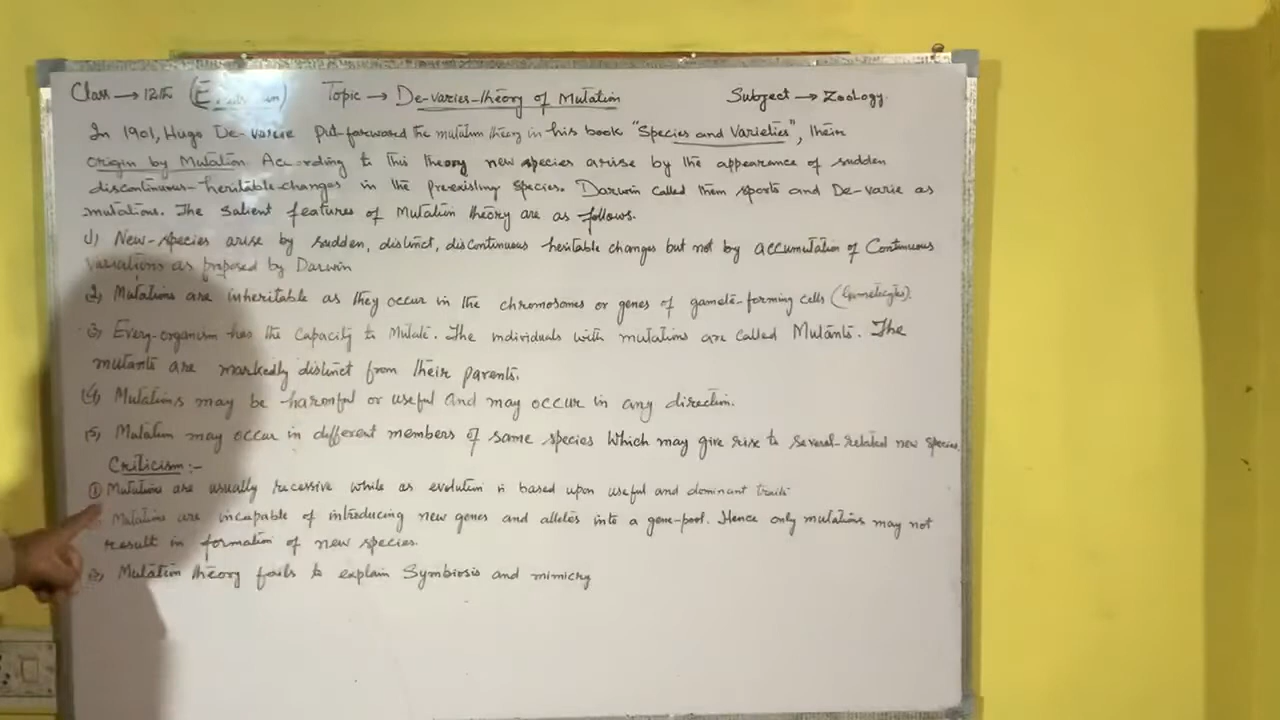 Class → 12th (E
Topic → De-varies-theory of Mutation
Subject → Zoology
In 1901, Hugo De-varie Put-forwaed the mutation theory in his book "Species and Varieties", their
origin by Mutation. According to this theory new species arise by the appearance of sudden
discontinuous-heritable-changes in the Pre-existing species. Darwin called them sports and De-varie as
mutations. The salient features of Mutation theory are as follows.
1) New-species arise by sudden, distinct, discontinuous heritable changes but not by accumulation of Continuous
variations as proposed by Darwin
2) Mutations are inheritable as they occur in the chromosomes or genes of gamete-forming cells (Gametocytes).
3) Every-organism has the capacity to Mutate. The individuals with mutations are called Mutants. The
mutants are markedly distinct from their parents.
(4) Mutations may be harmful or useful and may occur in any direction.
(5) Mutation may occur in different members of same species which may give rise to several-related new species.
Criticism:-
① Mutations are usually recessive while as evolution is based upon useful and dominant traits
Mutations are incapable of introducing new genes and alleles into a gene-pool. Hence only mutations may not
result in formation of new species.
Mutation theory fails to explain Symbiosis and mimicry